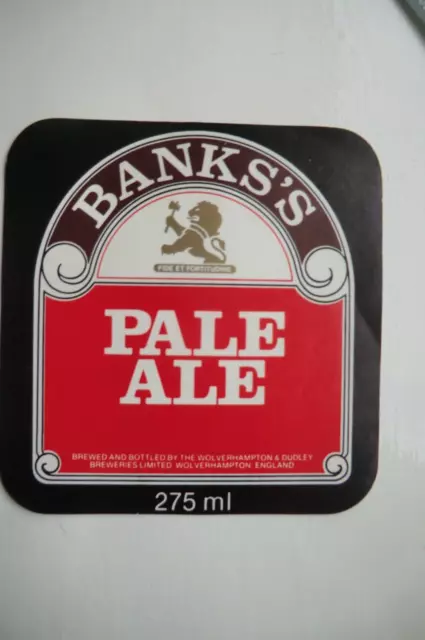 BANKS'S
FIDE ET FORTITUDINE
PALE
ALE
BREWED AND BOTTLED BY THE WOLVERHAMPTON & DUDLEY
BREWERIES LIMITED WOLVERHAMPTON ENGLAND
275 ml